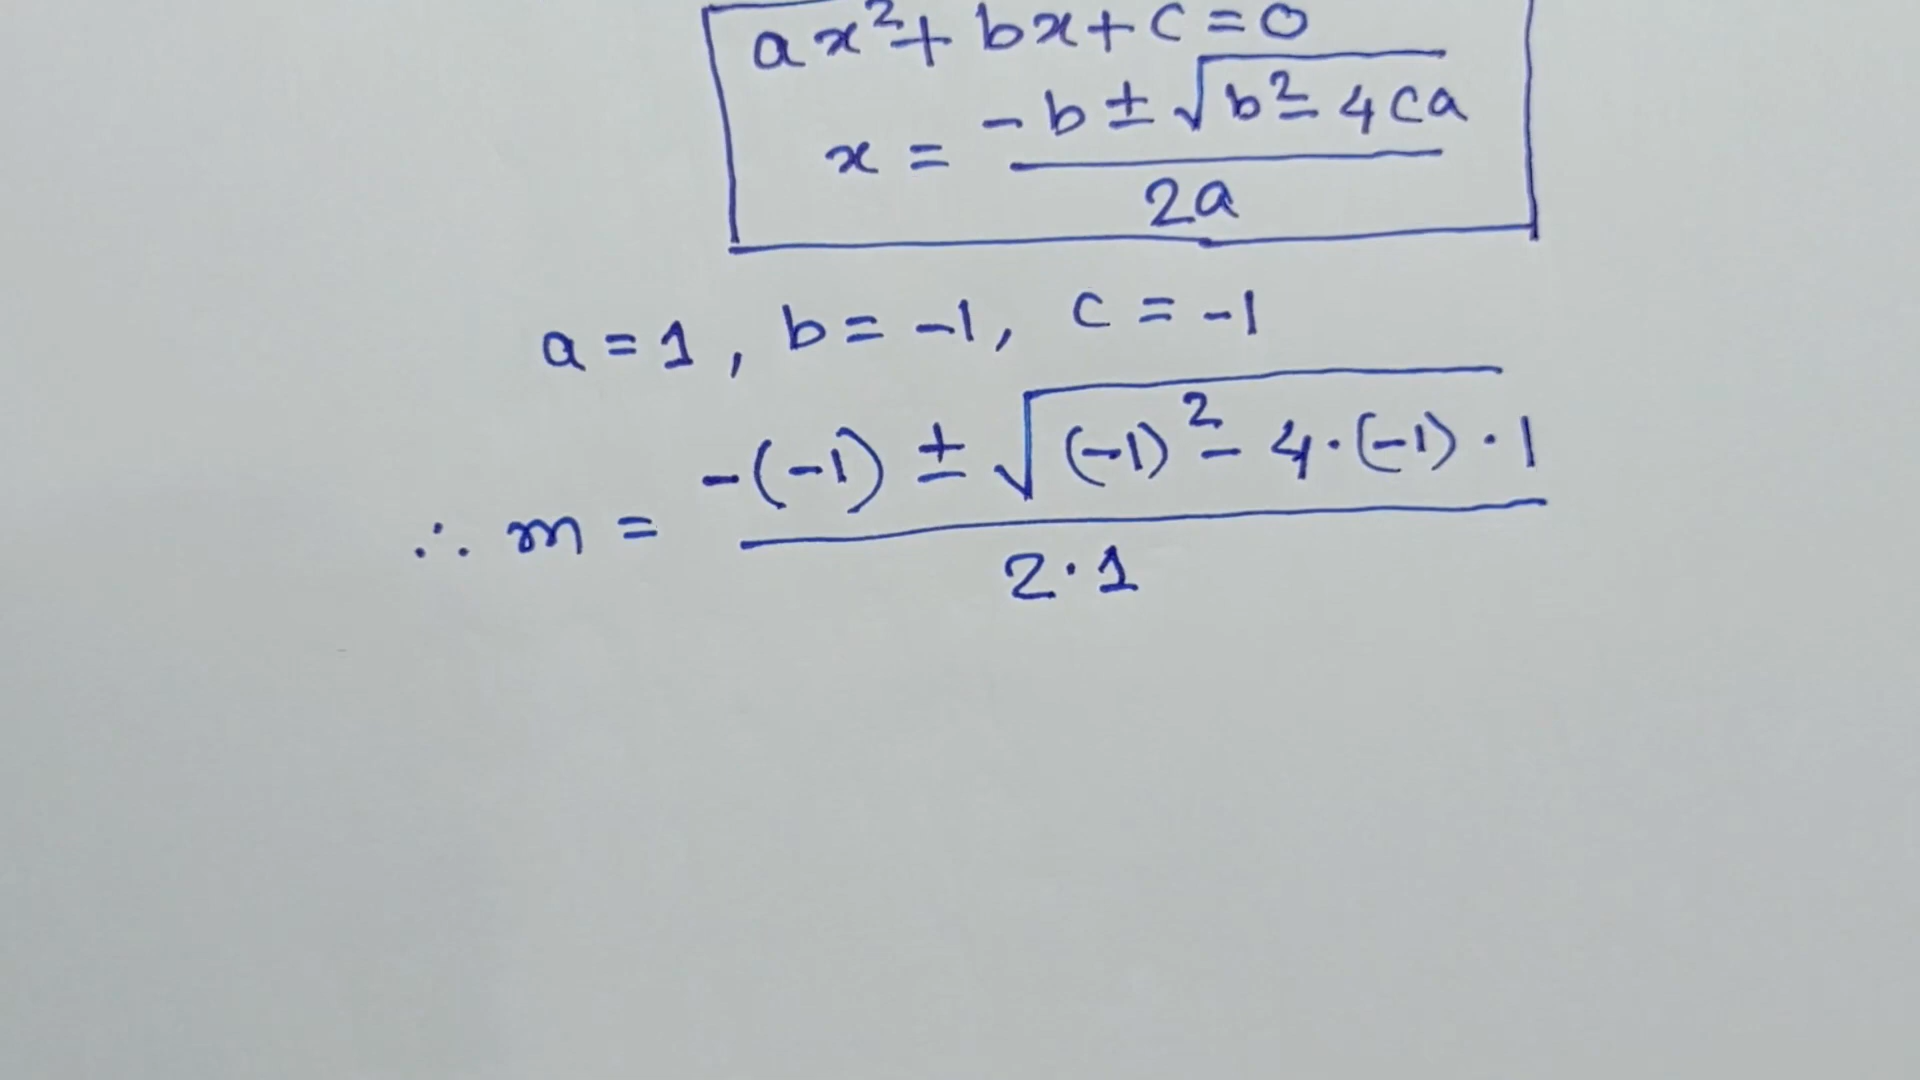 ax² + bx + c = 0
x = (-b ± √(b² - 4ca)) / 2a
a = 1, b = -1, c = -1
∴ m = (-(-1) ± √((-1)² - 4·(-1)·1)) / 2·1